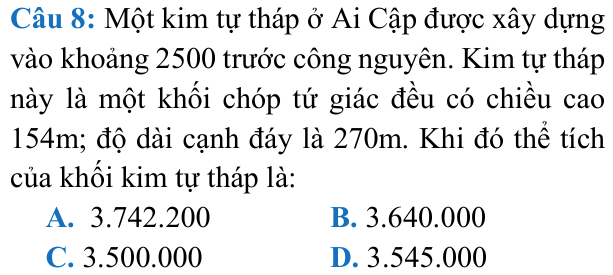 Câu 8: Một kim tự tháp ở Ai Cập được xây dựng
vào khoảng 2500 trước công nguyên. Kim tự tháp
này là một khối chóp tứ giác đều có chiều cao
154m; độ dài cạnh đáy là 270m. Khi đó thể tích
của khối kim tự tháp là:
A. 3.742.200 B. 3.640.000
C. 3.500.000 D. 3.545.000